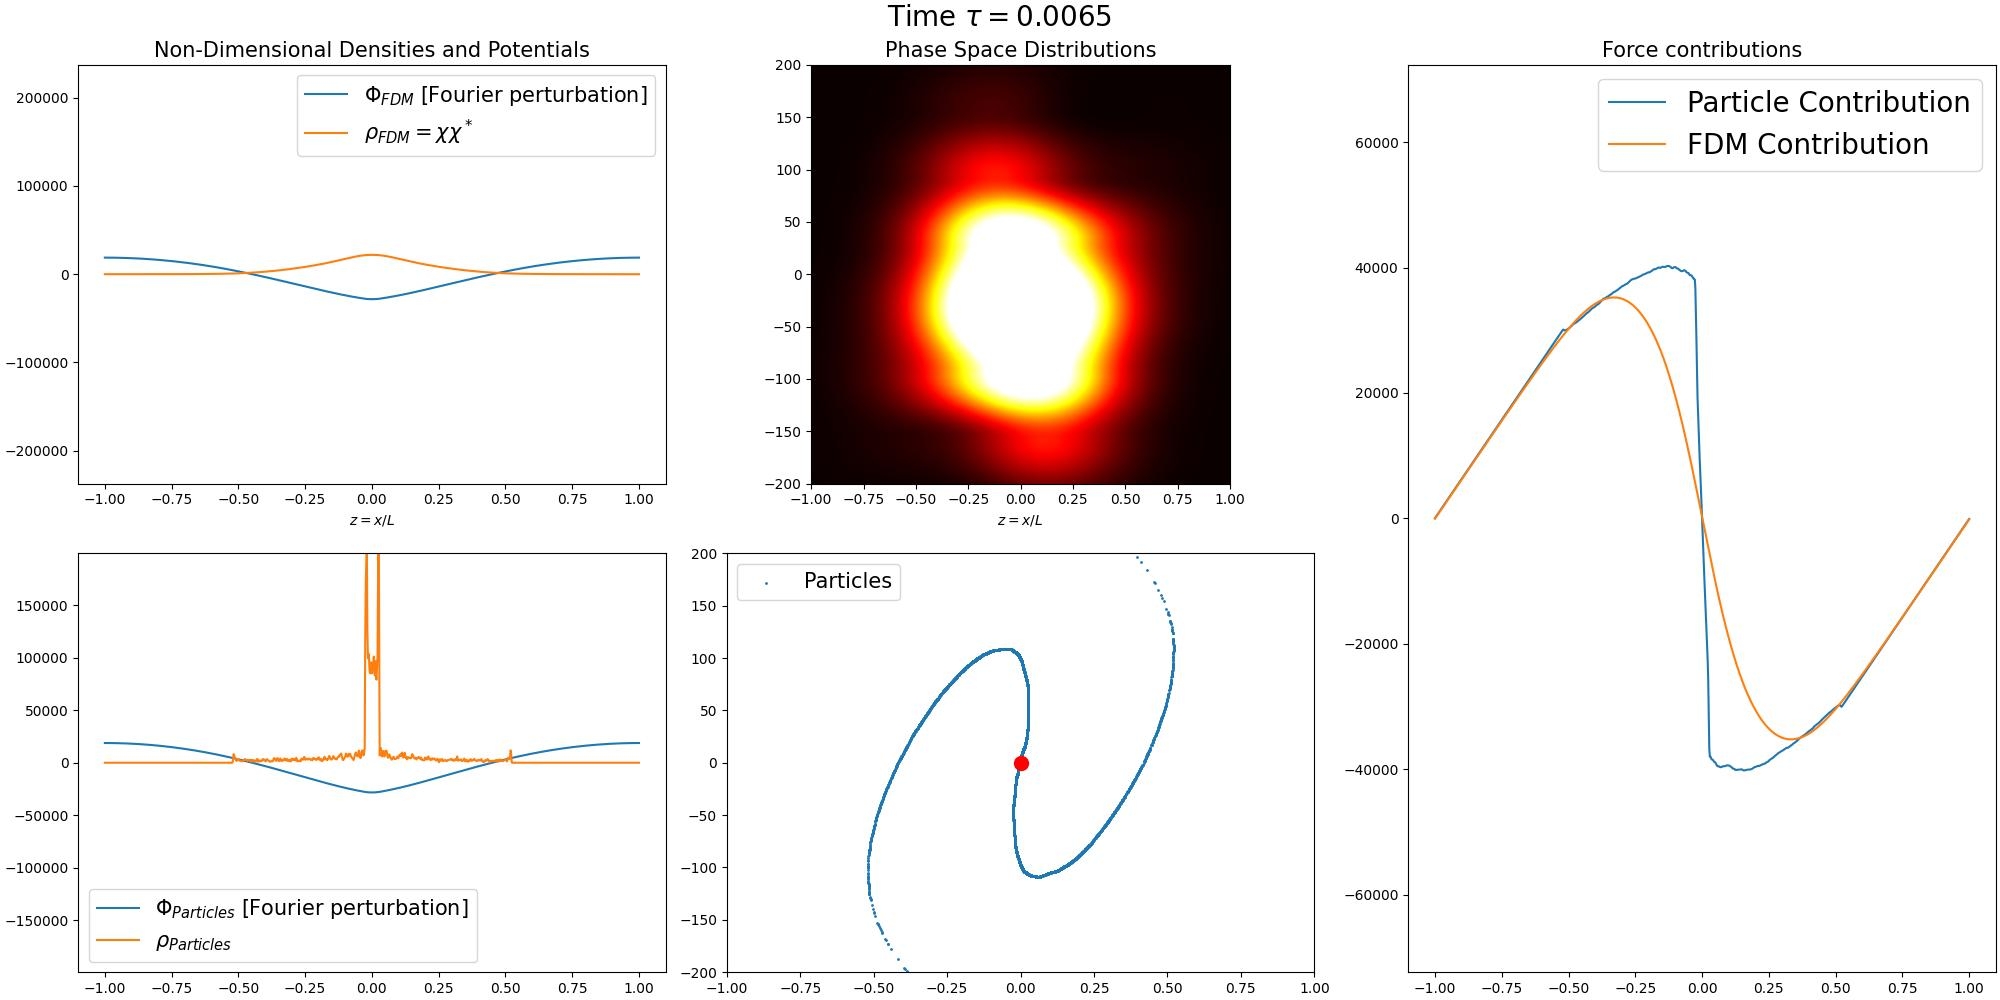 Time τ = 0.0065
Non-Dimensional Densities and Potentials
200000
100000
0
−100000
−200000
Φ_FDM [Fourier perturbation]
ρ_FDM = χχ*
−1.00 −0.75 −0.50 −0.25 0.00 0.25 0.50 0.75 1.00
z = x/L
Phase Space Distributions
200
150
100
50
0
−50
−100
−150
−200
−1.00 −0.75 −0.50 −0.25 0.00 0.25 0.50 0.75 1.00
z = x/L
Force contributions
Particle Contribution
FDM Contribution
60000
40000
20000
0
−20000
−40000
−60000
−1.00 −0.75 −0.50 −0.25 0.00 0.25 0.50 0.75 1.00
150000
100000
50000
0
−50000
−100000
−150000
Φ_Particles [Fourier perturbation]
ρ_Particles
−1.00 −0.75 −0.50 −0.25 0.00 0.25 0.50 0.75 1.00
Particles
200
150
100
50
0
−50
−100
−150
−200
−1.00 −0.75 −0.50 −0.25 0.00 0.25 0.50 0.75 1.00